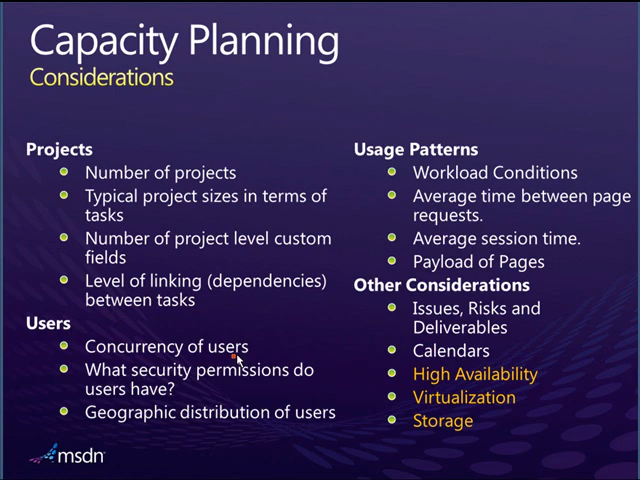 Capacity Planning
Considerations
Projects
Number of projects
Typical project sizes in terms of
tasks
Number of project level custom
fields
Level of linking (dependencies)
between tasks
Users
Concurrency of users
What security permissions do
users have?
Geographic distribution of users
Usage Patterns
Workload Conditions
Average time between page
requests.
Average session time.
Payload of Pages
Other Considerations
Issues, Risks and
Deliverables
Calendars
High Availability
Virtualization
Storage
msdn